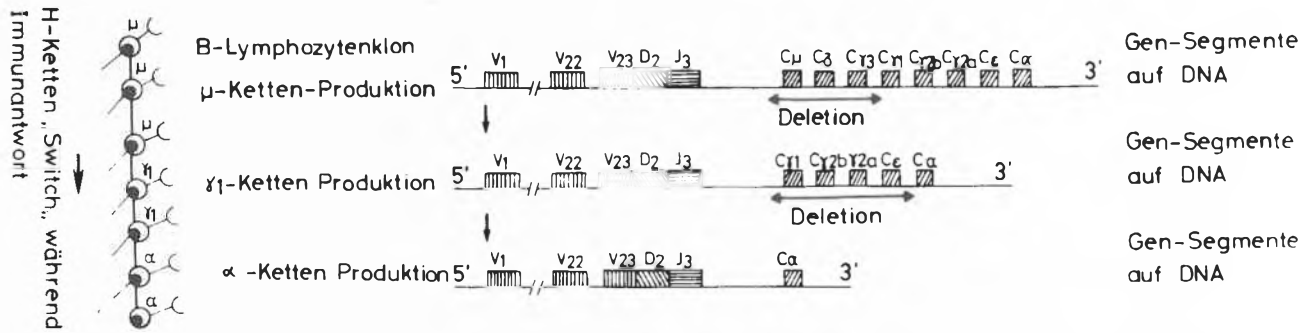 H-Ketten „Switch„ während
Immunantwort
μ
μ
μ
γ1
γ1
α
α
B-Lymphozytenklon
μ-Ketten-Produktion
5' V1 V22 V23 D2 J3 Cμ Cδ Cγ3 Cγ1 Cγ2b Cγ2a Cε Cα 3'
Deletion
Gen-Segmente
auf DNA
γ1-Ketten Produktion
5' V1 V22 V23 D2 J3 Cγ1 Cγ2b γ2a Cε Cα 3'
Deletion
Gen-Segmente
auf DNA
α -Ketten Produktion
5' V1 V22 V23 D2 J3 Cα 3'
Gen-Segmente
auf DNA